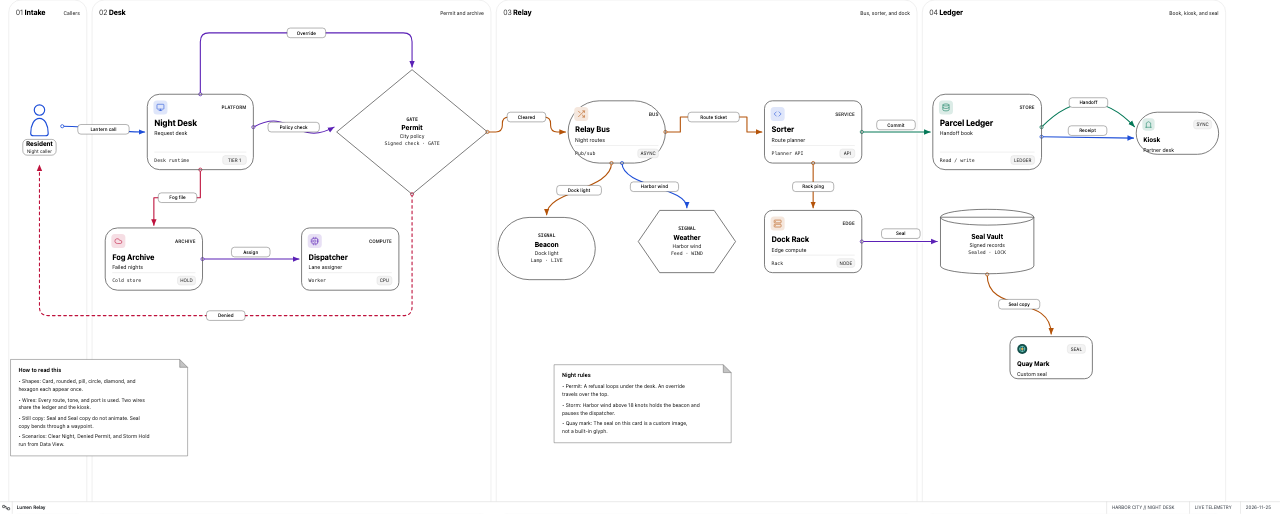 01 Intake
Callers
02 Desk
Permit and archive
03 Relay
Bus, sorter, and dock
04 Ledger
Book, kiosk, and seal
Override
PLATFORM
Night Desk
Request desk
Desk runtime
TIER 1
Lantern call
Resident
Night caller
Policy check
GATE
Permit
City policy
Signed check · GATE
Cleared
BUS
Relay Bus
Night routes
Pub/sub
ASYNC
Route ticket
SERVICE
Sorter
Route planner
Planner API
API
Commit
STORE
Parcel Ledger
Handoff book
Read / write
LEDGER
Handoff
Receipt
SYNC
Kiosk
Partner desk
Fog file
ARCHIVE
Fog Archive
Failed nights
Cold store
HOLD
Assign
COMPUTE
Dispatcher
Lane assigner
Worker
CPU
Denied
Dock light
Harbor wind
SIGNAL
Beacon
Dock light
Lamp · LIVE
SIGNAL
Weather
Harbor wind
Feed · WIND
Rack ping
EDGE
Dock Rack
Edge compute
Rack
NODE
Seal
Seal Vault
Signed records
Sealed · LOCK
Seal copy
SEAL
Quay Mark
Custom seal
How to read this
• Shapes: Card, rounded, pill, circle, diamond, and
hexagon each appear once.
• Wires: Every route, tone, and port is used. Two wires
share the ledger and the kiosk.
• Still copy: Seal and Seal copy do not animate. Seal
copy bends through a waypoint.
• Scenarios: Clear Night, Denied Permit, and Storm Hold
run from Data View.
Night rules
• Permit: A refusal loops under the desk. An override
travels over the top.
• Storm: Harbor wind above 18 knots holds the beacon and
pauses the dispatcher.
• Quay mark: The seal on this card is a custom image,
not a built-in glyph.
Lumen Relay
HARBOR CITY // NIGHT DESK
LIVE TELEMETRY
2026-11-25